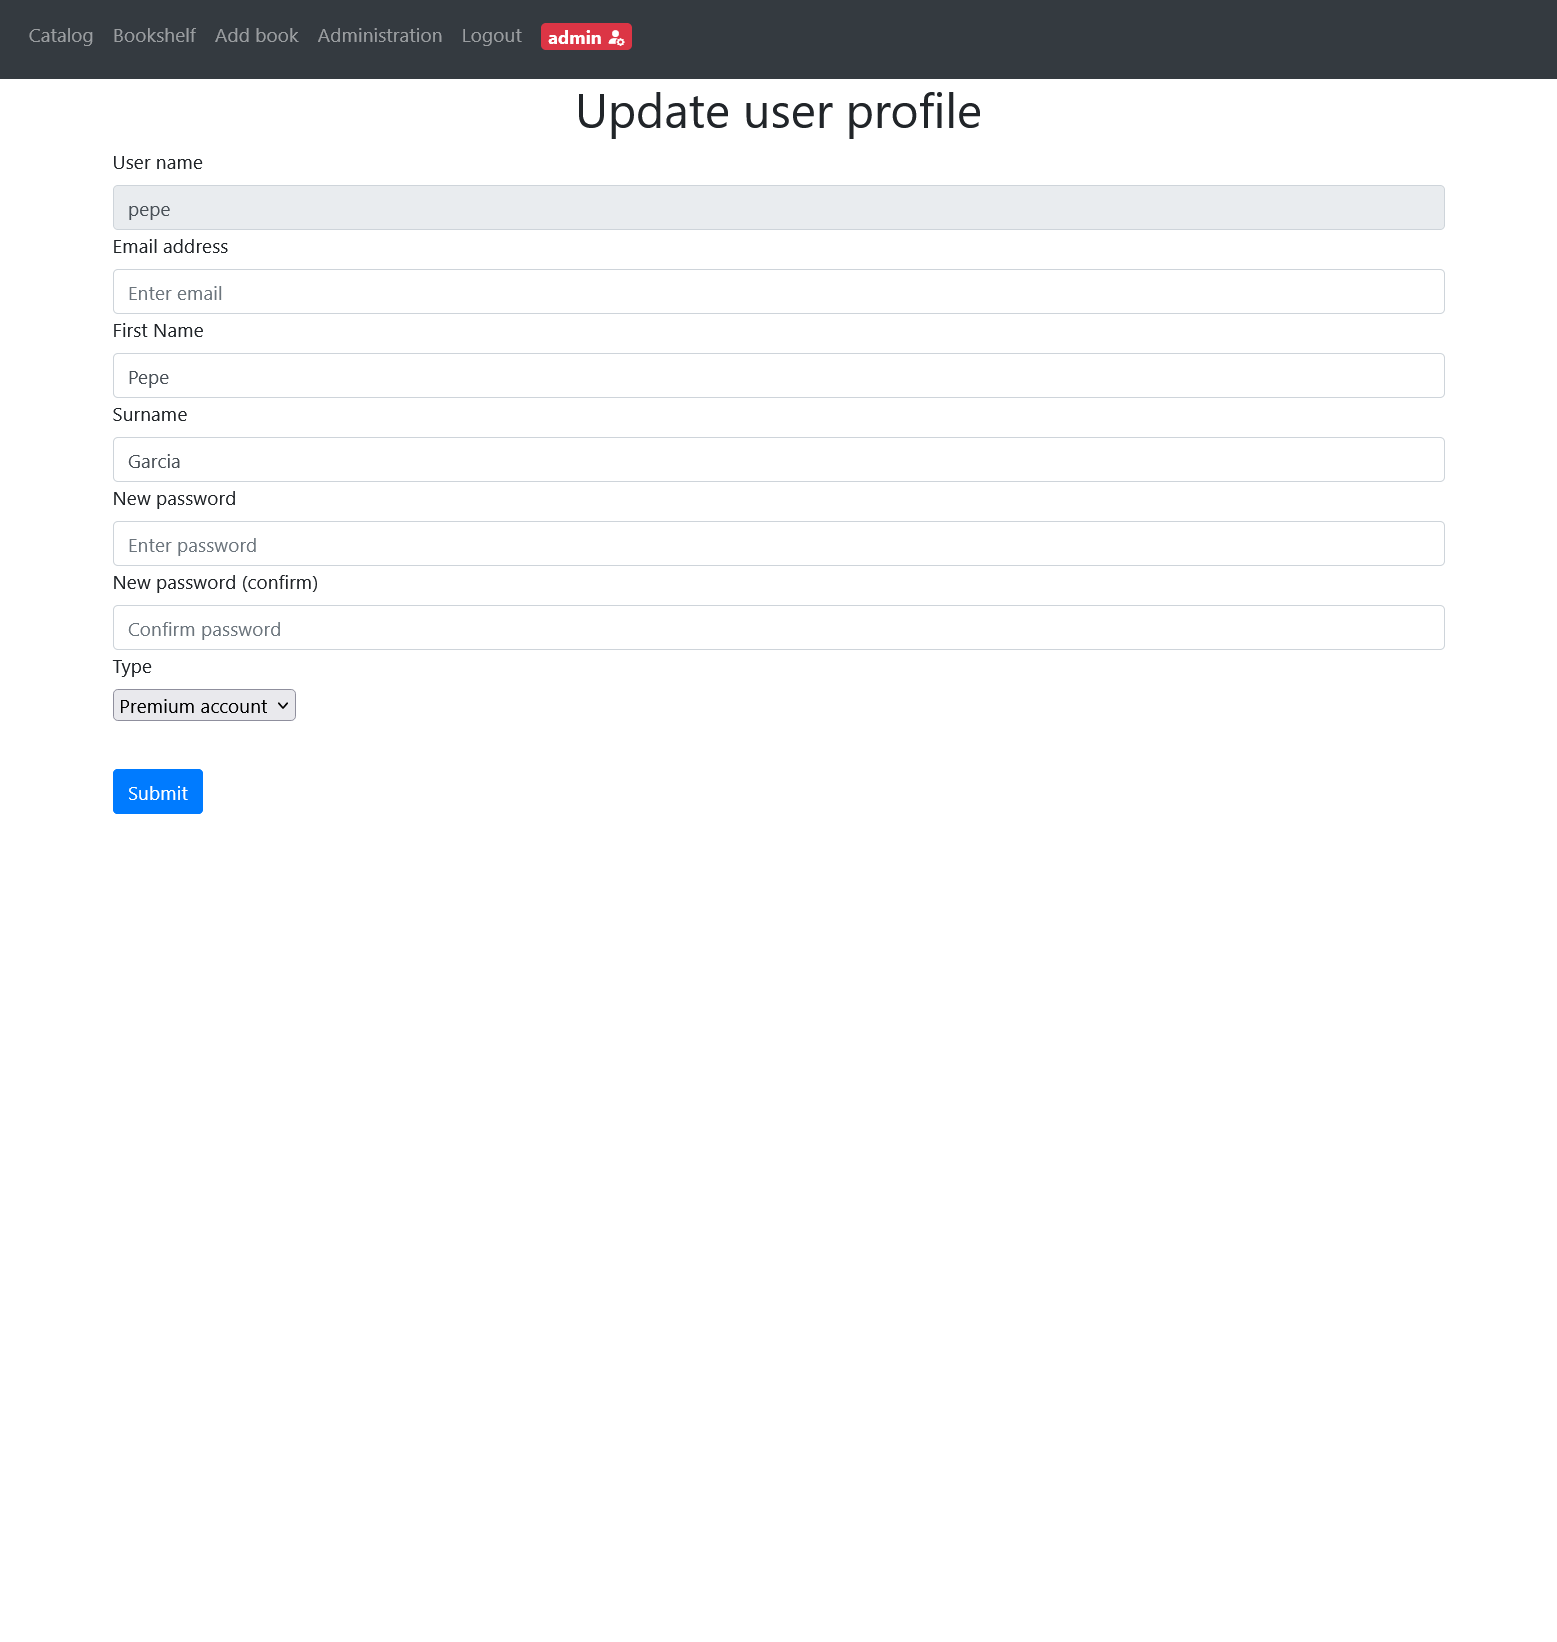 Catalog Bookshelf Add book Administration Logout admin
Update user profile
User name
pepe
Email address
Enter email
First Name
Pepe
Surname
Garcia
New password
Enter password
New password (confirm)
Confirm password
Type
Premium account
Submit